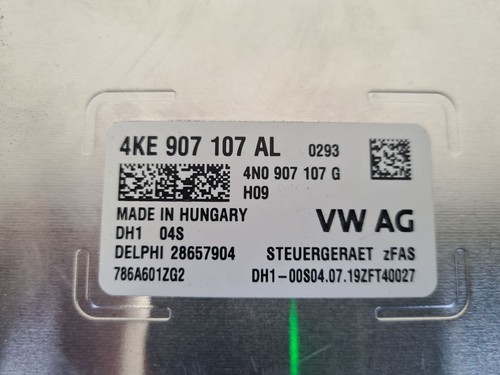 4KE 907 107 AL 0293
4N0 907 107 G
H09
MADE IN HUNGARY
VW AG
DH1 04S
DELPHI 28657904 STEUERGERAET zFAS
786A601ZG2 DH1-00S04.07.19ZFT40027